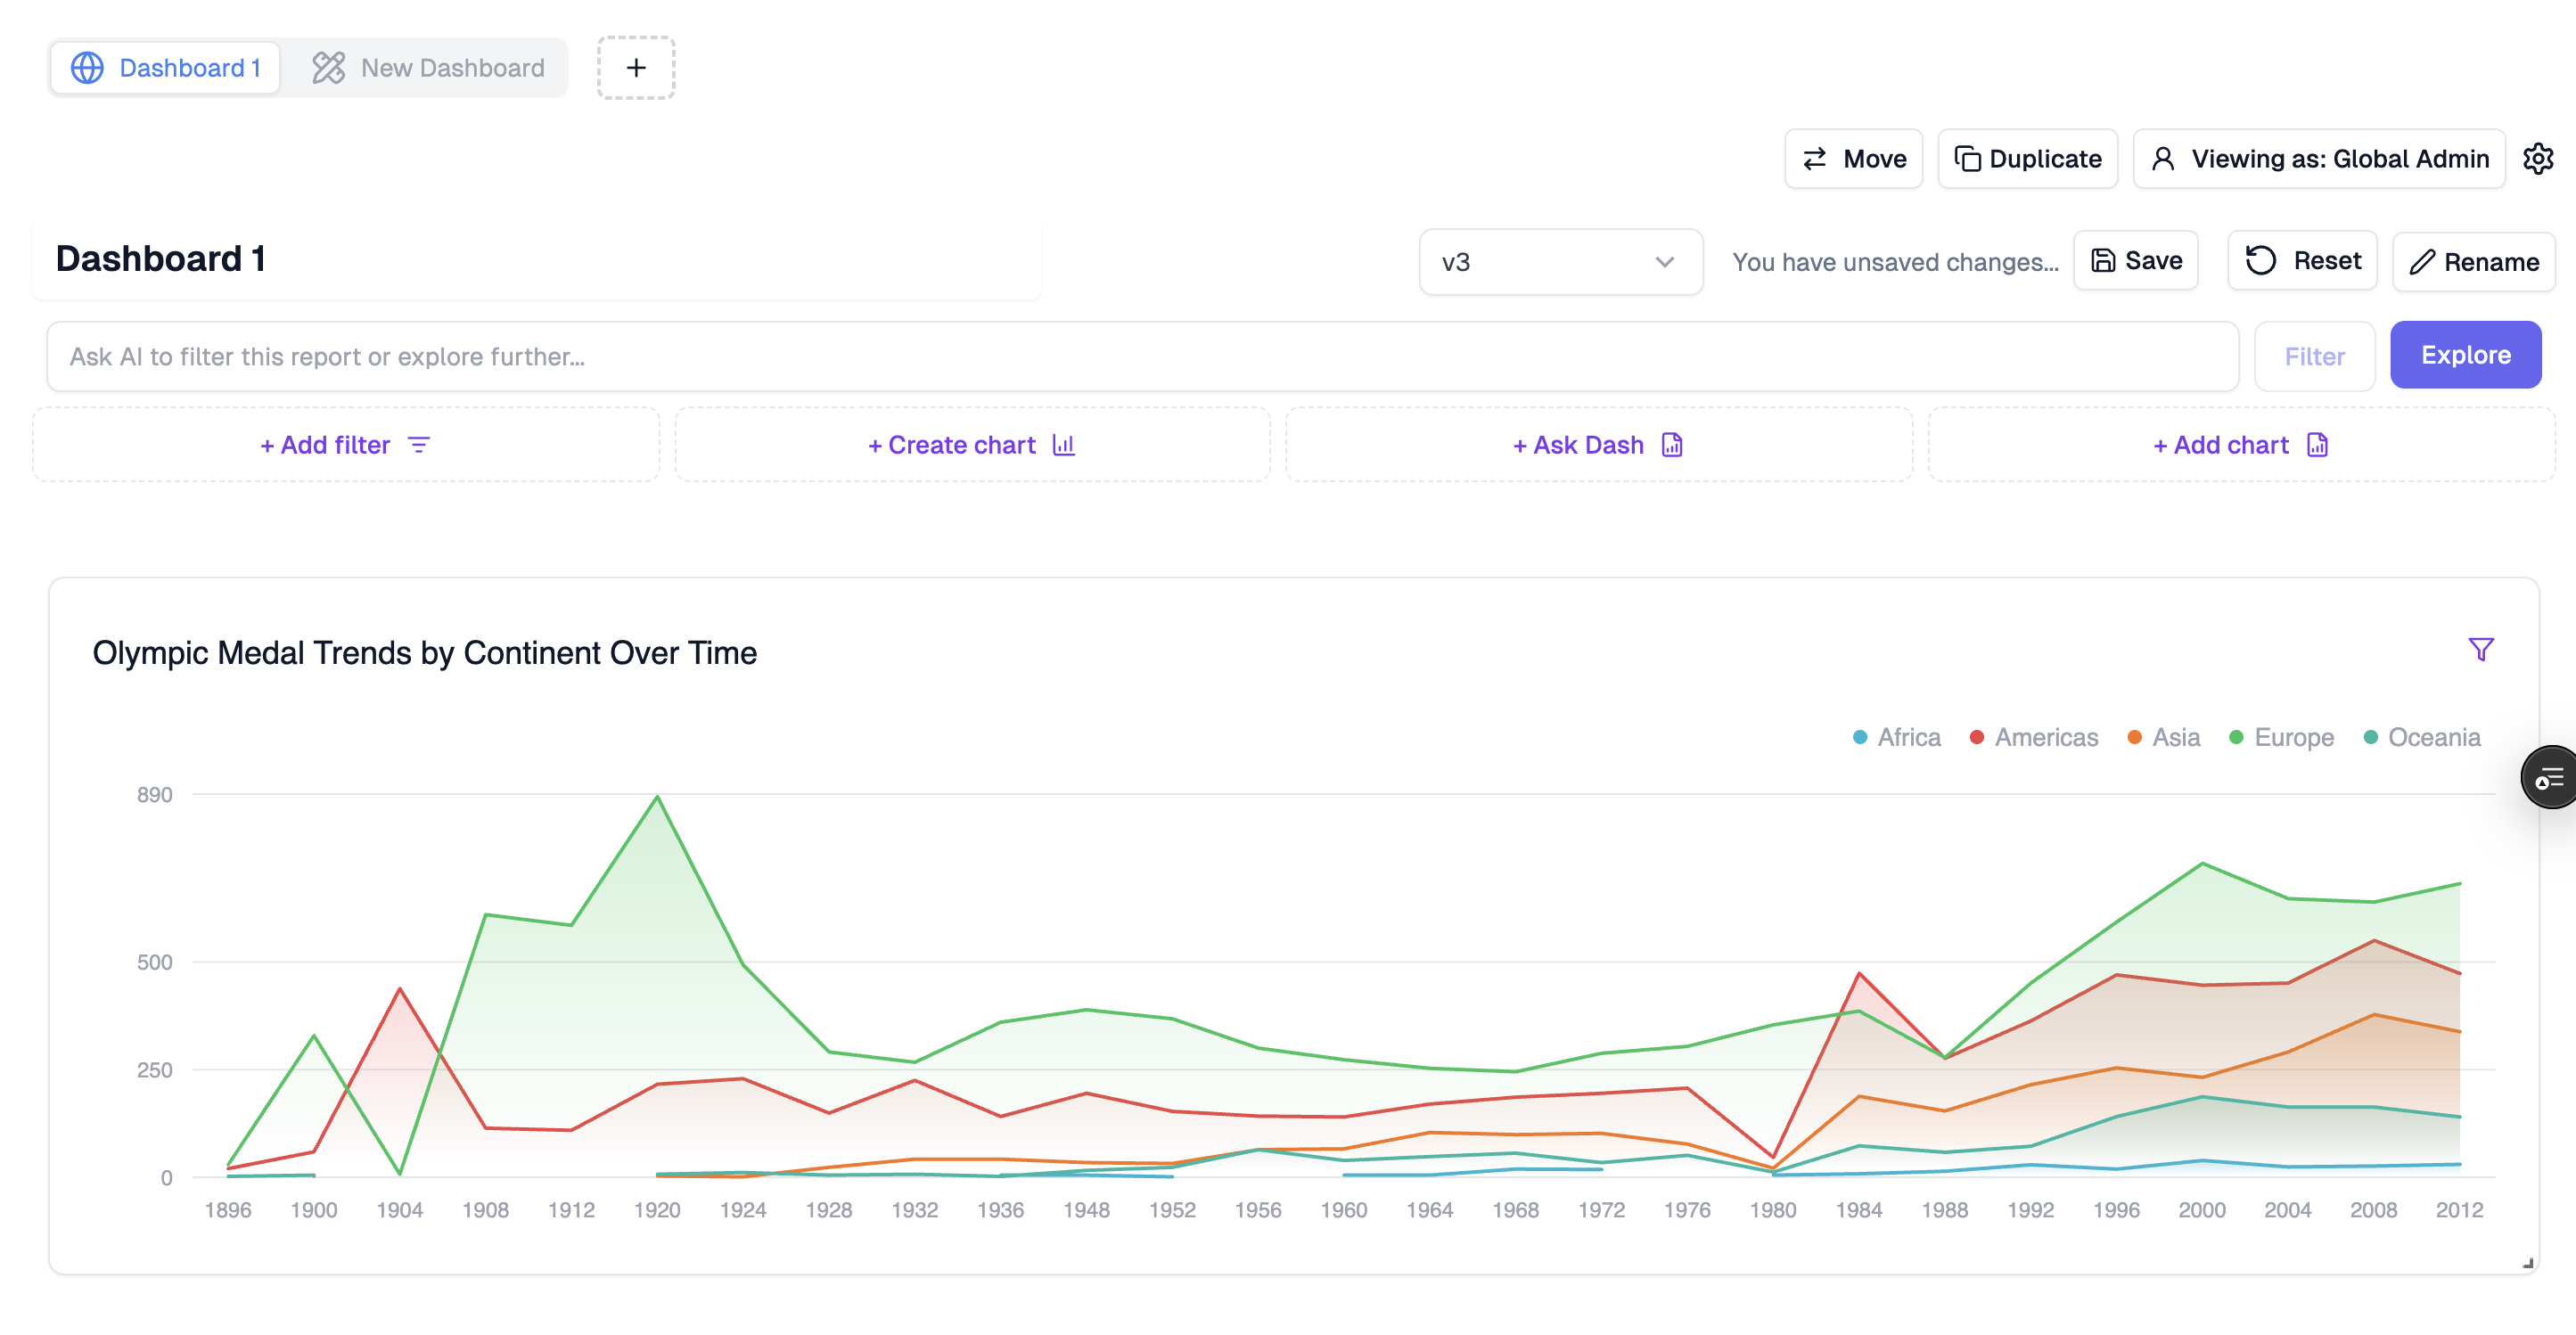 Dashboard 1
New Dashboard
+
Move
Duplicate
Viewing as: Global Admin
Dashboard 1
v3
You have unsaved changes...
Save
Reset
Rename
Ask AI to filter this report or explore further...
Filter
Explore
+ Add filter
+ Create chart
+ Ask Dash
+ Add chart
Olympic Medal Trends by Continent Over Time
Africa
Americas
Asia
Europe
Oceania
890
500
250
0
1896 1900 1904 1908 1912 1920 1924 1928 1932 1936 1948 1952 1956 1960 1964 1968 1972 1976 1980 1984 1988 1992 1996 2000 2004 2008 2012